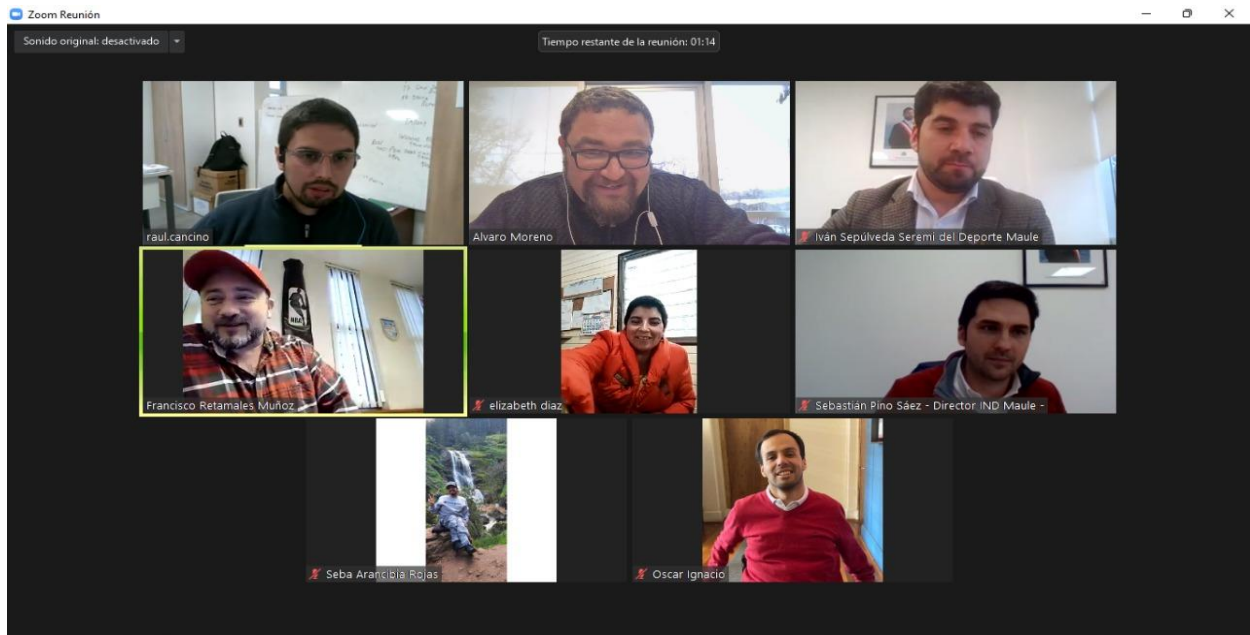 Zoom Reunión
Sonido original: desactivado
Tiempo restante de la reunión: 01:14
raul.cancino
Alvaro Moreno
Iván Sepúlveda Seremi del Deporte Maule
Francisco Retamales Muñoz
elizabeth diaz
Sebastián Pino Sáez - Director IND Maule -
Seba Arancibia Rojas
Oscar Ignacio